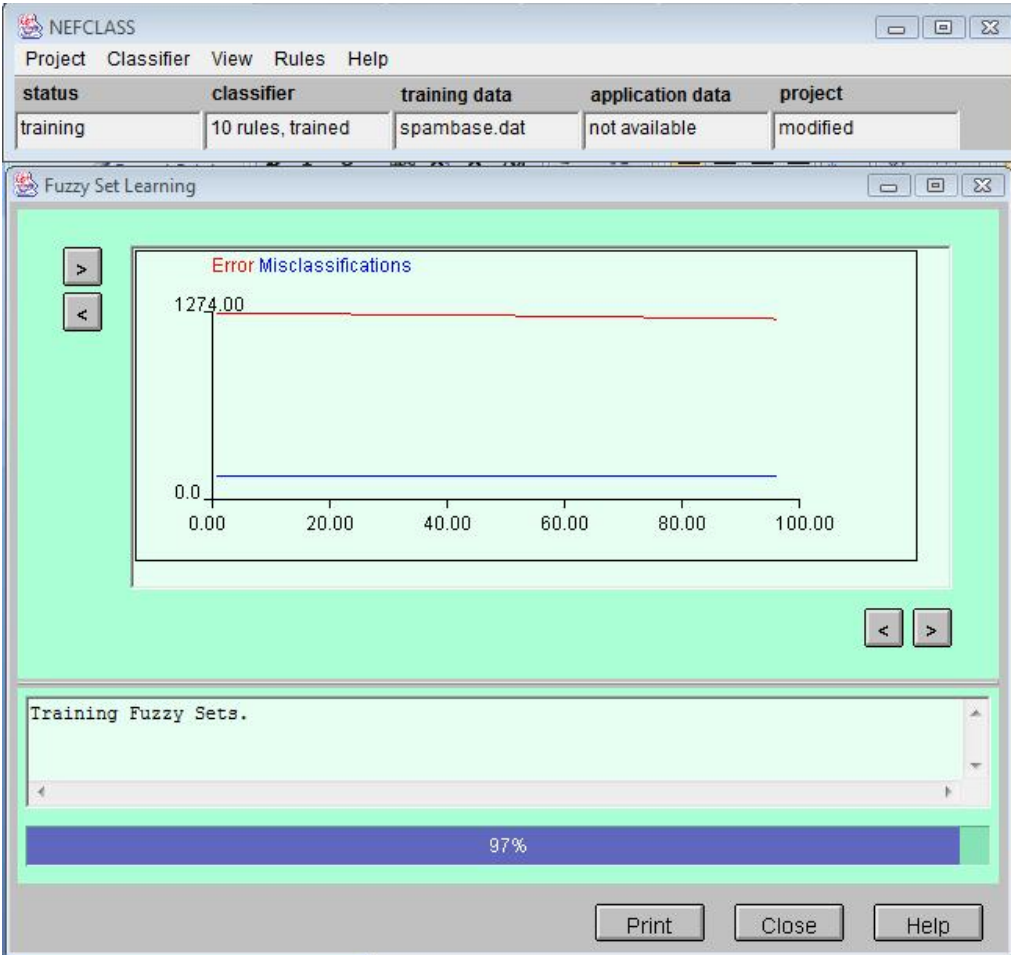 NEFCLASS
Project Classifier View Rules Help
status classifier training data application data project
training 10 rules, trained spambase.dat not available modified
Fuzzy Set Learning
>
<
Error Misclassifications
1274.00
0.0
0.00 20.00 40.00 60.00 80.00 100.00
< >
Training Fuzzy Sets.
97%
Print Close Help